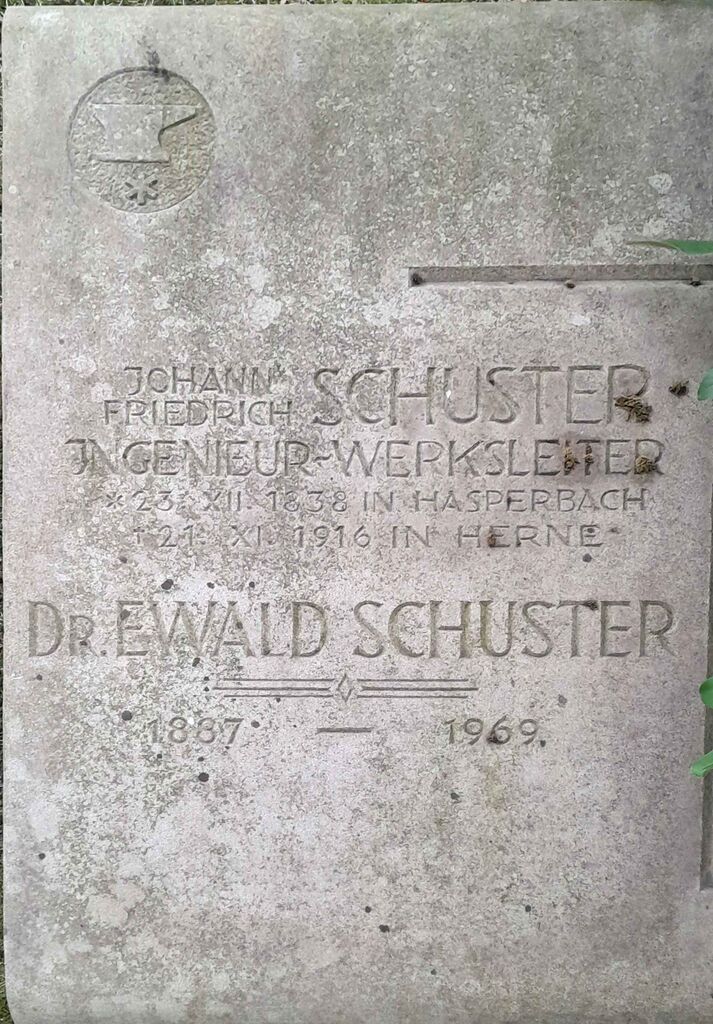 JOHANN SCHUSTER
FRIEDRICH
INGENIEUR-WERKSLEITER
* 23. XII. 1838 IN HASPERBACH
† 21. XI. 1916 IN HERNE
DR. EWALD SCHUSTER
1887 — 1969